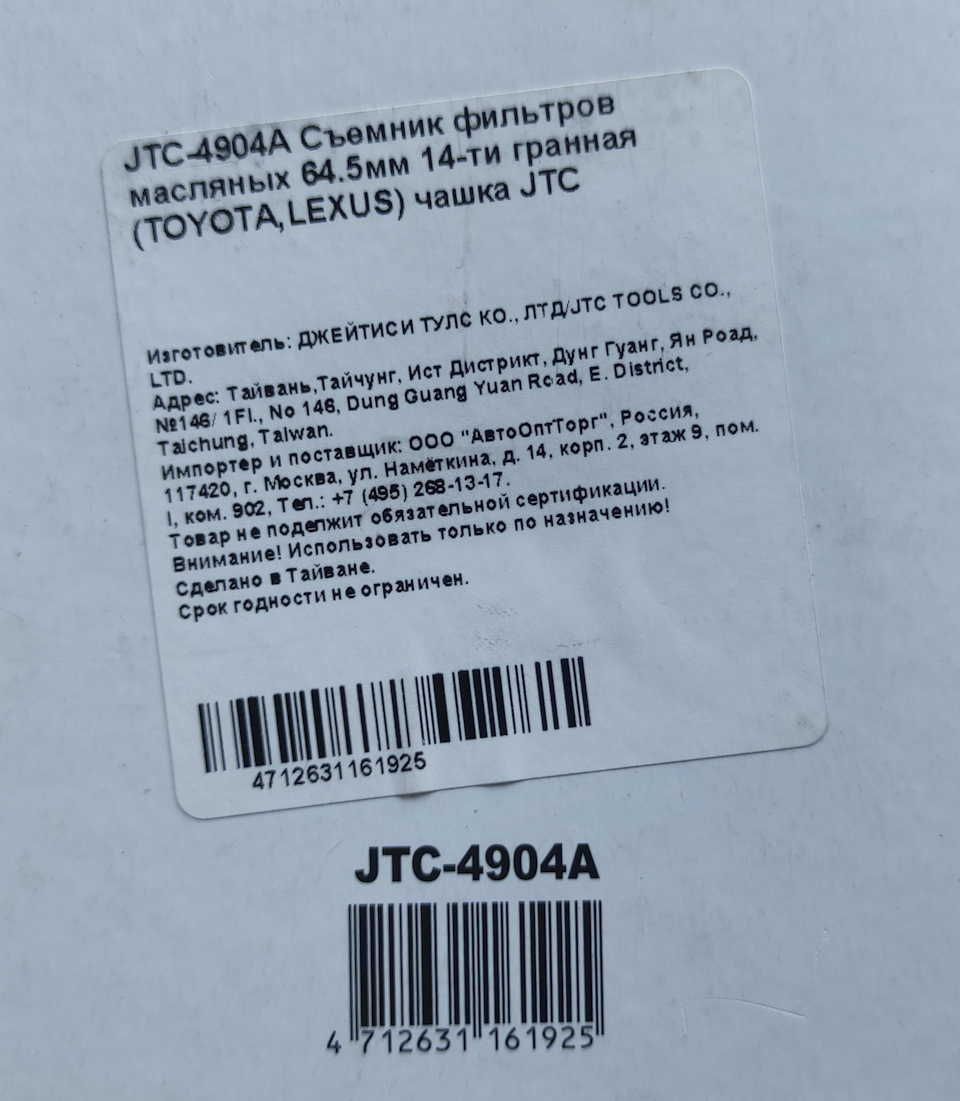 JTC-4904A Съемник фильтров
масляных 64.5мм 14-ти гранная
(TOYOTA,LEXUS) чашка JTC
Изготовитель: ДЖЕЙТИСИ ТУЛС КО., ЛТД/JTC TOOLS CO.,
LTD.
Адрес: Тайвань,Тайчунг, Ист Дистрикт, Дунг Гуанг, Ян Роад,
№146/ 1Fl., No 146, Dung Guang Yuan Road, E. District,
Taichung, Taiwan.
Импортер и поставщик: ООО "АвтоОптТорг", Россия,
117420, г. Москва, ул. Намёткина, д. 14, корп. 2, этаж 9, пом.
I, ком. 902, Тел.: +7 (495) 268-13-17.
Товар не подлежит обязательной сертификации.
Внимание! Использовать только по назначению!
Сделано в Тайване.
Срок годности не ограничен.
4712631161925
JTC-4904A
4 712631 161925